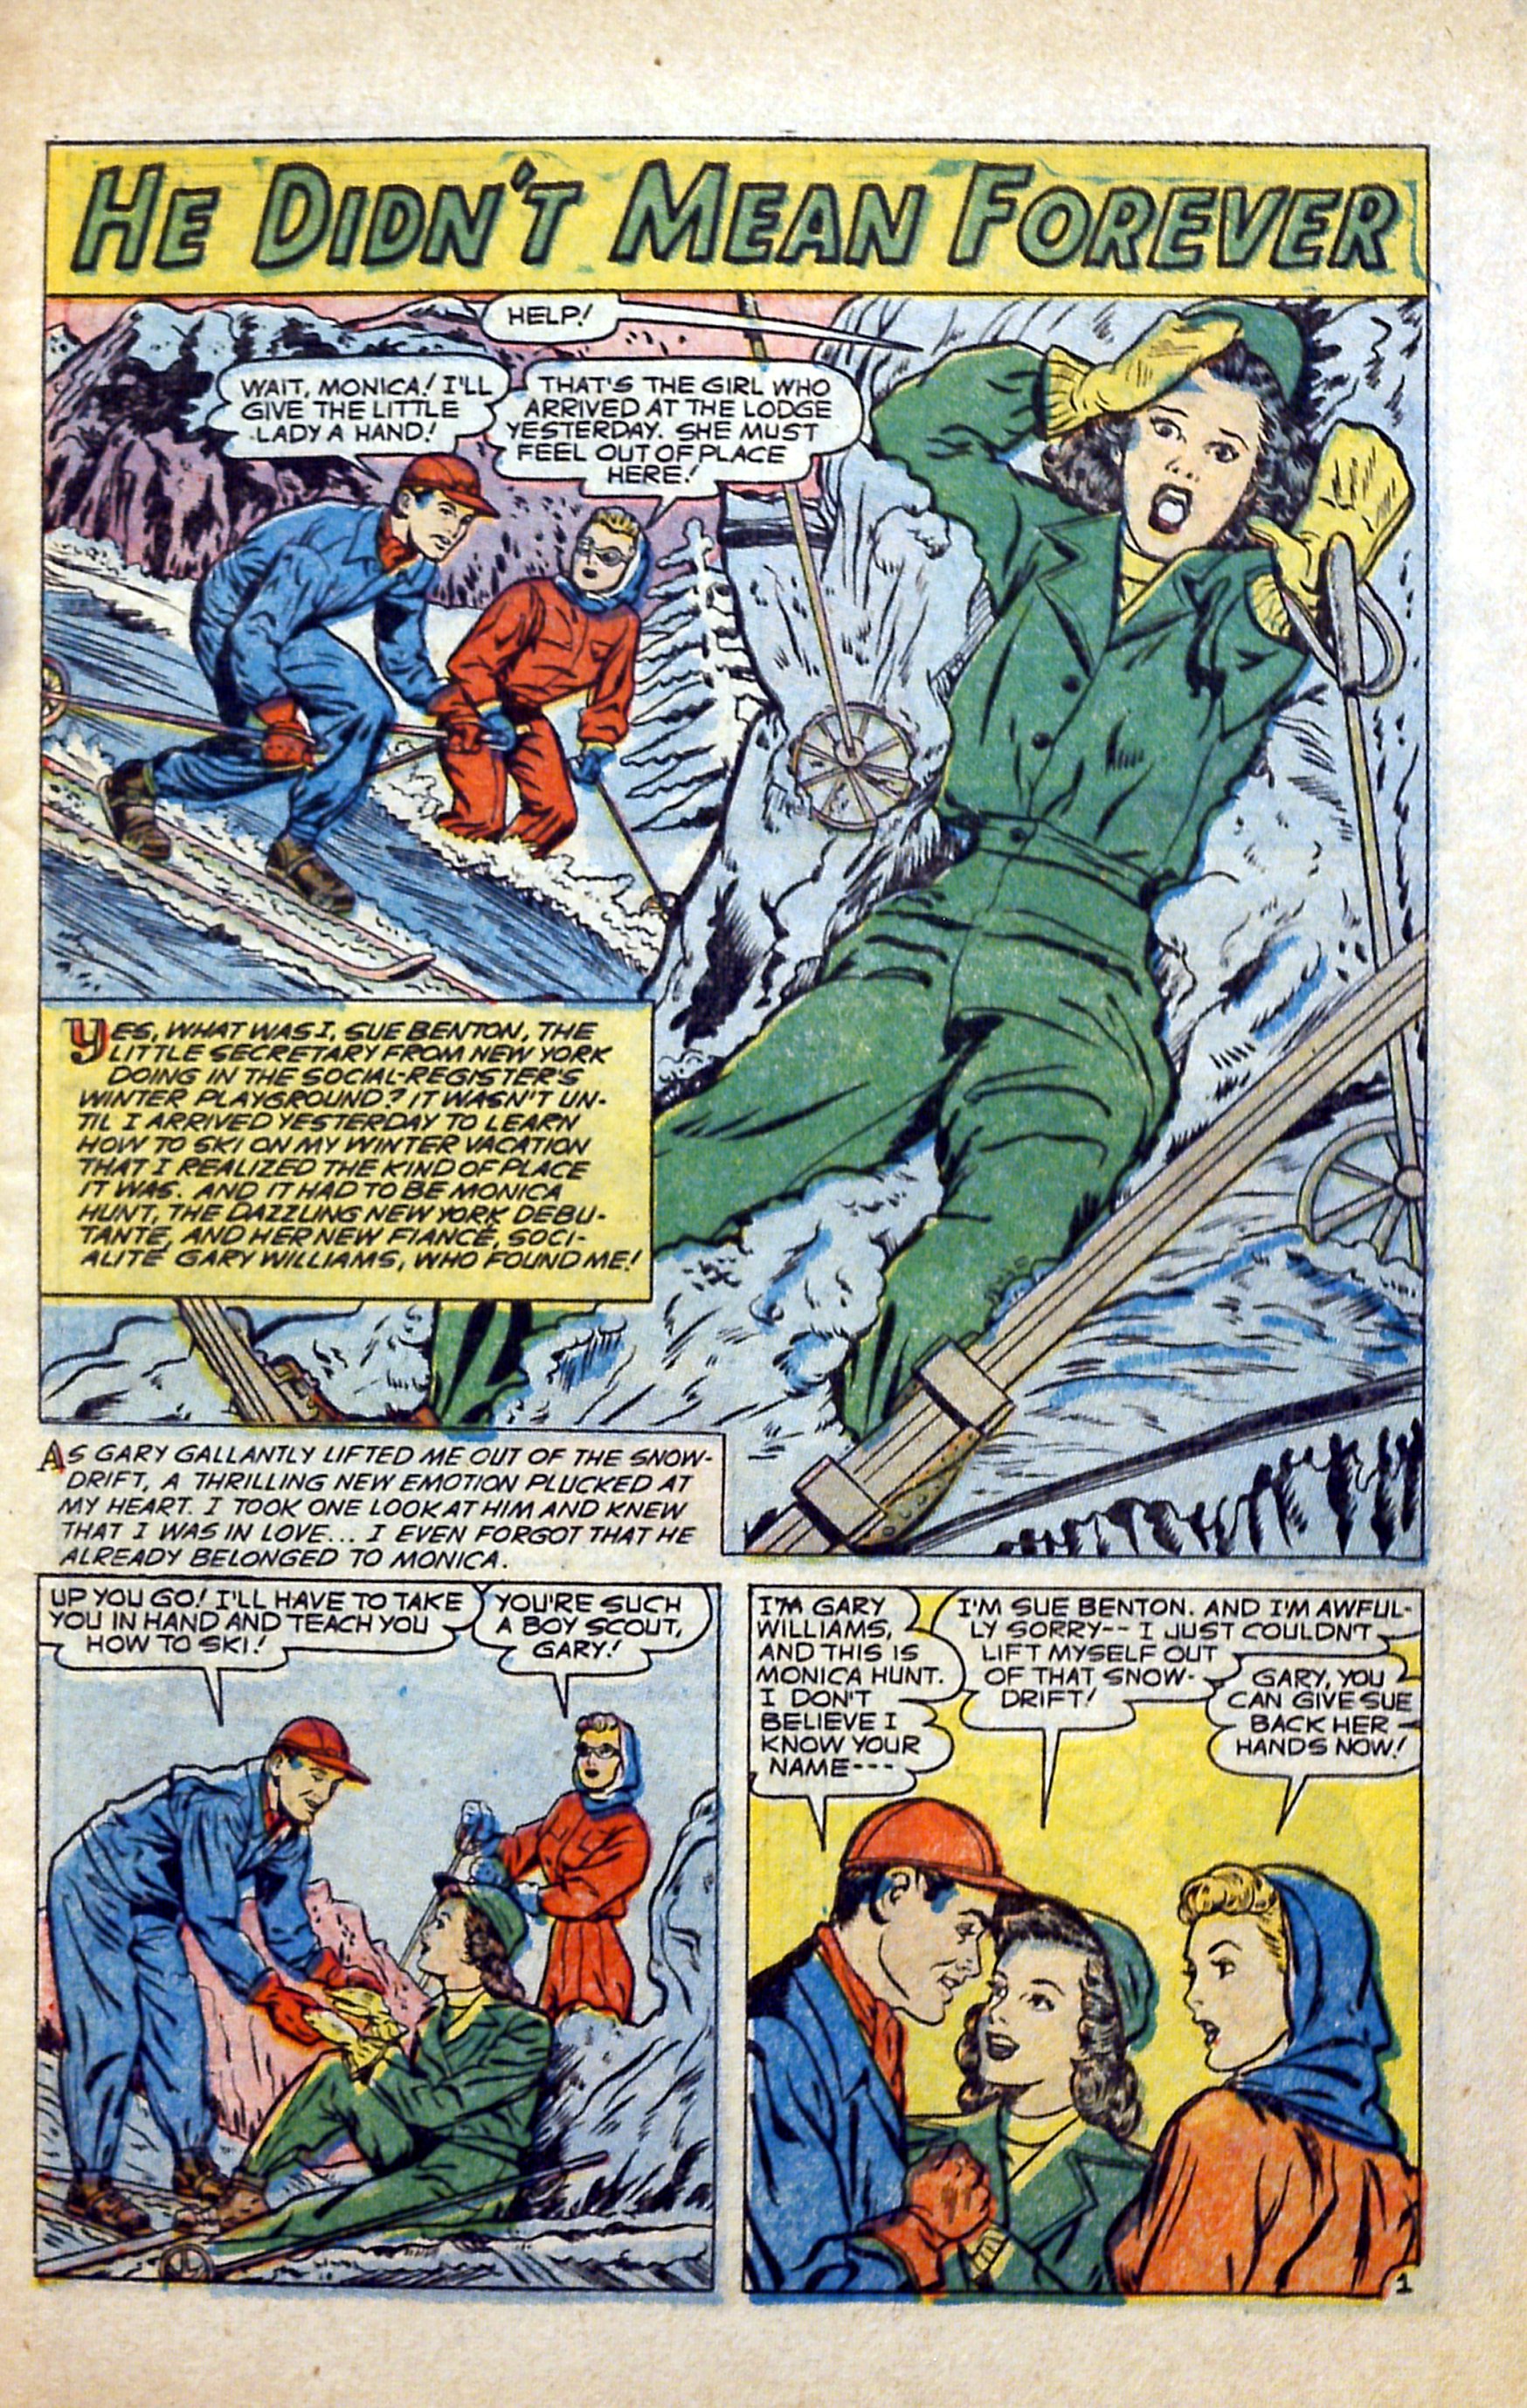 HE DIDN'T MEAN FOREVER
HELP!
WAIT, MONICA! I'LL
GIVE THE LITTLE
LADY A HAND!
THAT'S THE GIRL WHO
ARRIVED AT THE LODGE
YESTERDAY. SHE MUST
FEEL OUT OF PLACE
HERE!
YES, WHAT WAS I, SUE BENTON, THE
LITTLE SECRETARY FROM NEW YORK
DOING IN THE SOCIAL-REGISTER'S
WINTER PLAYGROUND? IT WASN'T UN-
TIL I ARRIVED YESTERDAY TO LEARN
HOW TO SKI ON MY WINTER VACATION
THAT I REALIZED THE KIND OF PLACE
IT WAS. AND IT HAD TO BE MONICA
HUNT, THE DAZZLING NEW YORK DEBU-
TANTE, AND HER NEW FIANCÉ, SOCI-
ALITE GARY WILLIAMS, WHO FOUND ME!
AS GARY GALLANTLY LIFTED ME OUT OF THE SNOW-
DRIFT, A THRILLING NEW EMOTION PLUCKED AT
MY HEART. I TOOK ONE LOOK AT HIM AND KNEW
THAT I WAS IN LOVE... I EVEN FORGOT THAT HE
ALREADY BELONGED TO MONICA.
UP YOU GO! I'LL HAVE TO TAKE
YOU IN HAND AND TEACH YOU
HOW TO SKI!
YOU'RE SUCH
A BOY SCOUT,
GARY!
I'M GARY
WILLIAMS,
AND THIS IS
MONICA HUNT.
I DON'T
BELIEVE I
KNOW YOUR
NAME---
I'M SUE BENTON. AND I'M AWFUL-
LY SORRY-- I JUST COULDN'T
LIFT MYSELF OUT
OF THAT SNOW-
DRIFT!
GARY, YOU
CAN GIVE SUE
BACK HER
HANDS NOW!
1